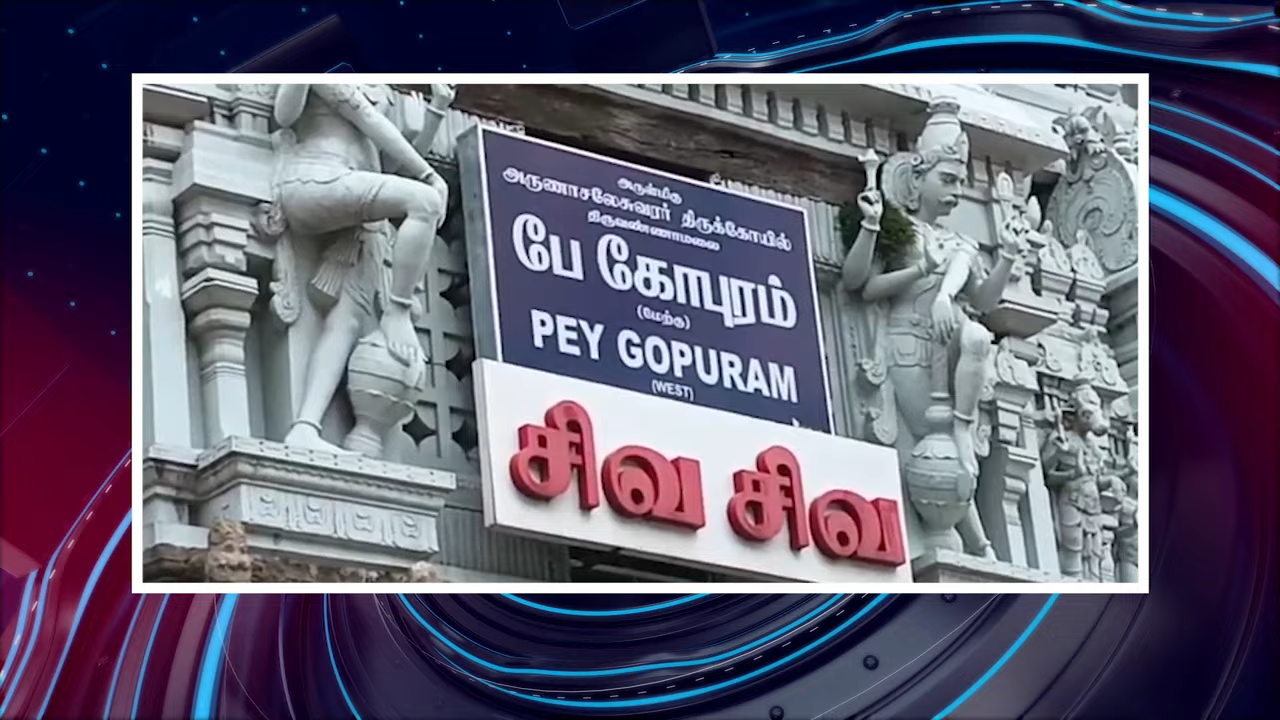 அருள்மிகு
அருணாசலேசுவரர் திருக்கோயில்
திருவண்ணாமலை
பே கோபுரம்
(மேற்கு)
PEY GOPURAM
(WEST)
சிவ சிவ